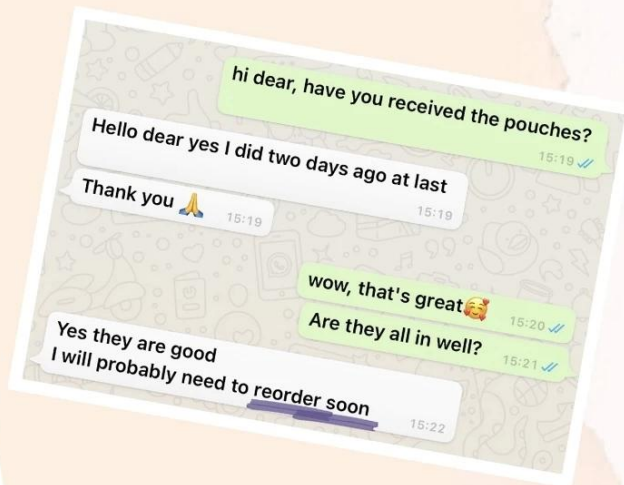 hi dear, have you received the pouches?
15:19
Hello dear yes I did two days ago at last
15:19
Thank you 🙏
15:19
wow, that's great🥰
15:20
Are they all in well?
15:21
Yes they are good
I will probably need to reorder soon
15:22